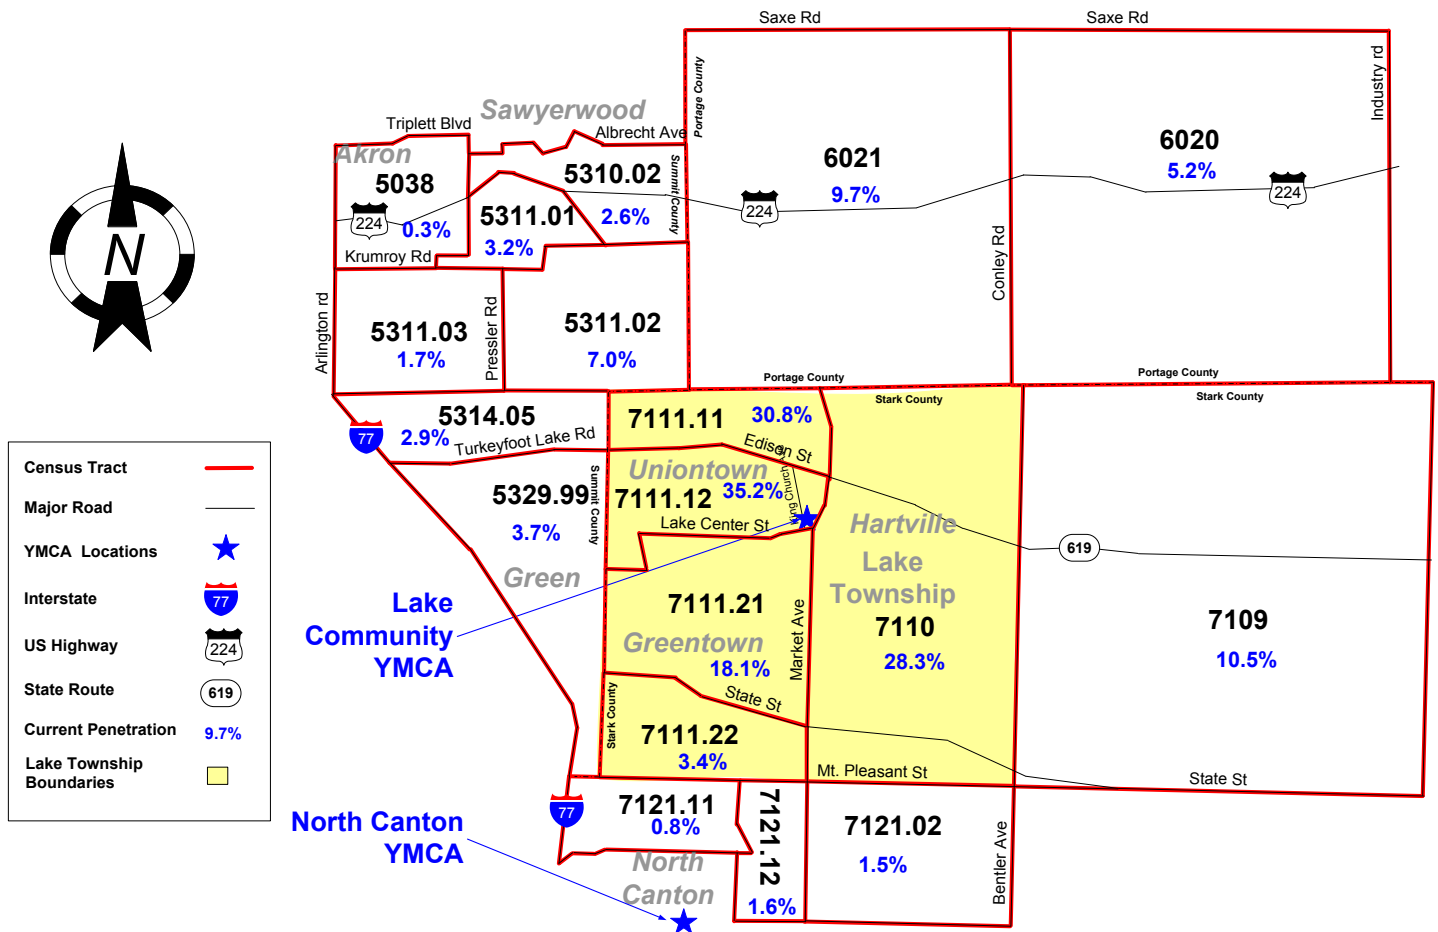 Saxe Rd
Saxe Rd
Industry rd
Portage County
Sawyerwood
Triplett Blvd
Albrecht Ave
Akron
5038
224
0.3%
Krumroy Rd
5310.02
2.6%
Summit County
5311.01
3.2%
6021
9.7%
224
6020
5.2%
224
Conley Rd
N
Arlington rd
5311.03
1.7%
Pressler Rd
5311.02
7.0%
Portage County
Stark County
Portage County
Stark County
5314.05
2.9%
77
Turkeyfoot Lake Rd
7111.11
30.8%
Edison St
Uniontown
35.2%
7111.12
Lake Center St
5329.99
3.7%
Summit County
Green
Hartville
Lake
Township
7110
28.3%
619
7109
10.5%
Lake
Community
YMCA
7111.21
Greentown
18.1%
Market Ave
State St
Stark County
7111.22
3.4%
Mt. Pleasant St
State St
77
7121.11
0.8%
7121.12
1.6%
7121.02
1.5%
Bentler Ave
North Canton
YMCA
North
Canton
Census Tract
Major Road
YMCA Locations
Interstate
77
US Highway
224
State Route
619
Current Penetration
9.7%
Lake Township
Boundaries